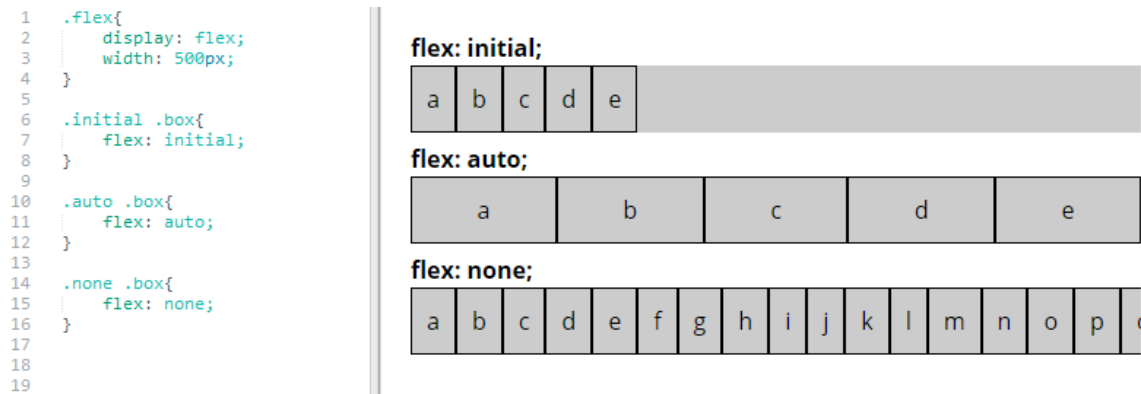 1 .flex{
2 display: flex;
3 width: 500px;
4 }
5
6 .initial .box{
7 flex: initial;
8 }
9
10 .auto .box{
11 flex: auto;
12 }
13
14 .none .box{
15 flex: none;
16 }
17
18
19
flex: initial;
a b c d e
flex: auto;
a b c d e
flex: none;
a b c d e f g h i j k l m n o p